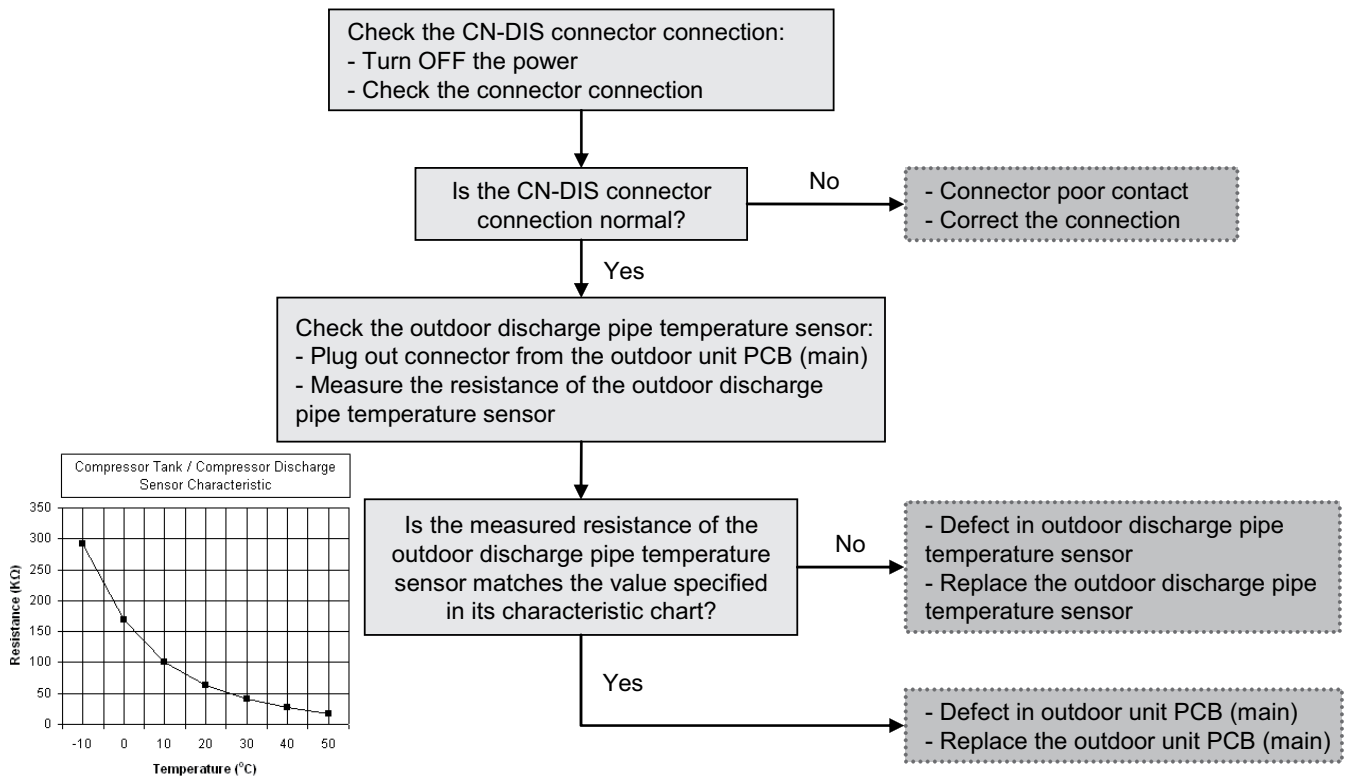 Check the CN-DIS connector connection:
- Turn OFF the power
- Check the connector connection
Is the CN-DIS connector
connection normal?
No
- Connector poor contact
- Correct the connection
Yes
Check the outdoor discharge pipe temperature sensor:
- Plug out connector from the outdoor unit PCB (main)
- Measure the resistance of the outdoor discharge
pipe temperature sensor
Compressor Tank / Compressor Discharge
Sensor Characteristic
Resistance (KΩ)
350
300
250
200
150
100
50
0
-10 0 10 20 30 40 50
Temperature (°C)
Is the measured resistance of the
outdoor discharge pipe temperature
sensor matches the value specified
in its characteristic chart?
No
- Defect in outdoor discharge pipe
temperature sensor
- Replace the outdoor discharge pipe
temperature sensor
Yes
- Defect in outdoor unit PCB (main)
- Replace the outdoor unit PCB (main)